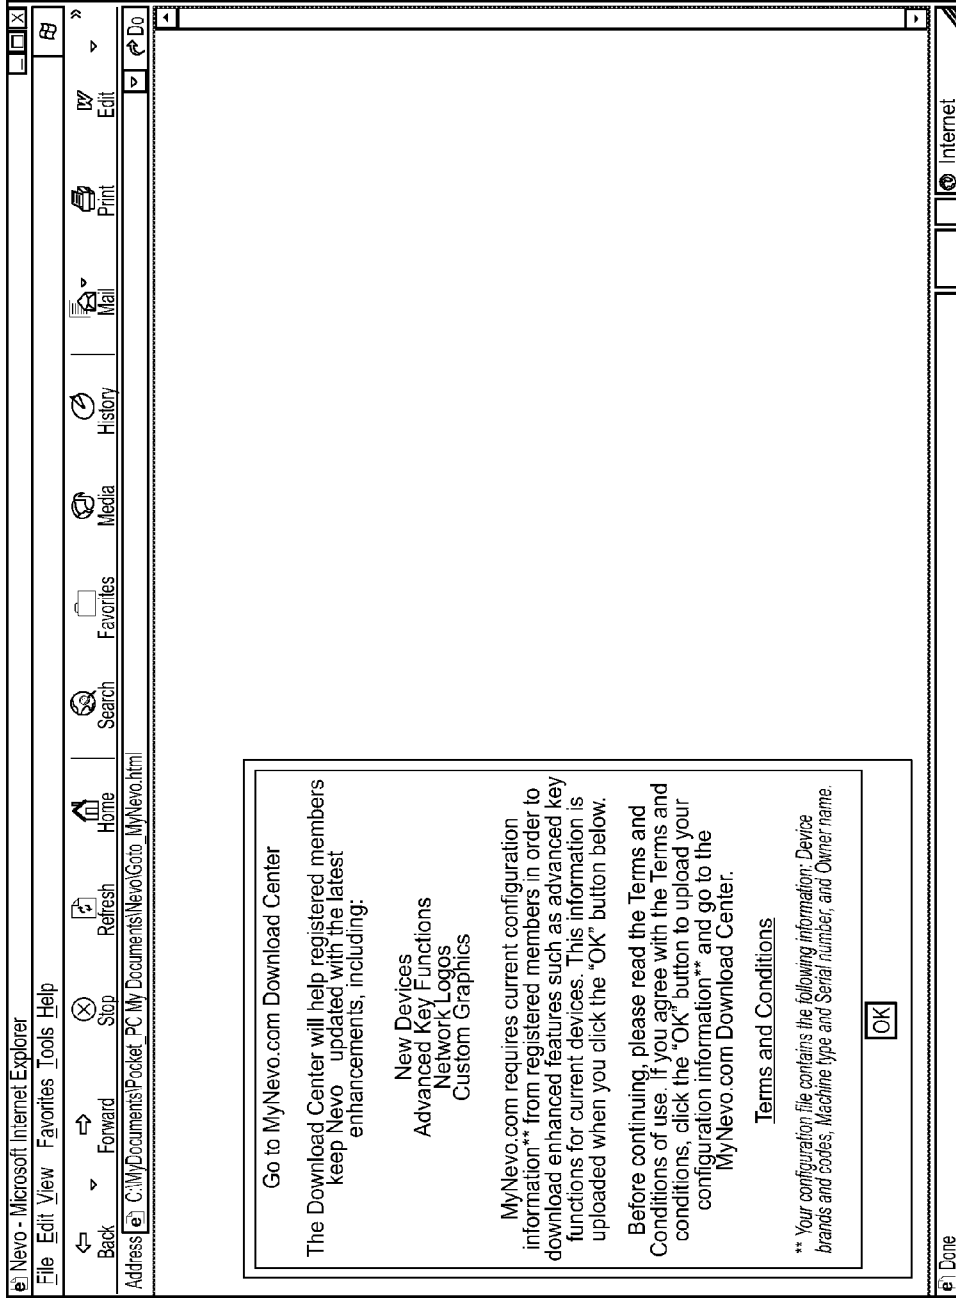 Nevo - Microsoft Internet Explorer
File Edit View Favorites Tools Help
Back Forward Stop Refresh Home Search Favorites Media History Mail Print Edit »
Address C:\MyDocuments\Pocket_PC My Documents\Nevo\Goto_MyNevo.html Do
Go to MyNevo.com Download Center
The Download Center will help registered members
keep Nevo updated with the latest
enhancements, including:
New Devices
Advanced Key Functions
Network Logos
Custom Graphics
MyNevo.com requires current configuration
information** from registered members in order to
download enhanced features such as advanced key
functions for current devices. This information is
uploaded when you click the “OK” button below.
Before continuing, please read the Terms and
Conditions of use. If you agree with the Terms and
conditions, click the “OK” button to upload your
configuration information** and go to the
MyNevo.com Download Center.
Terms and Conditions
** Your configuration file contains the following information: Device
brands and codes, Machine type and Serial number, and Owner name.
OK
Done Internet